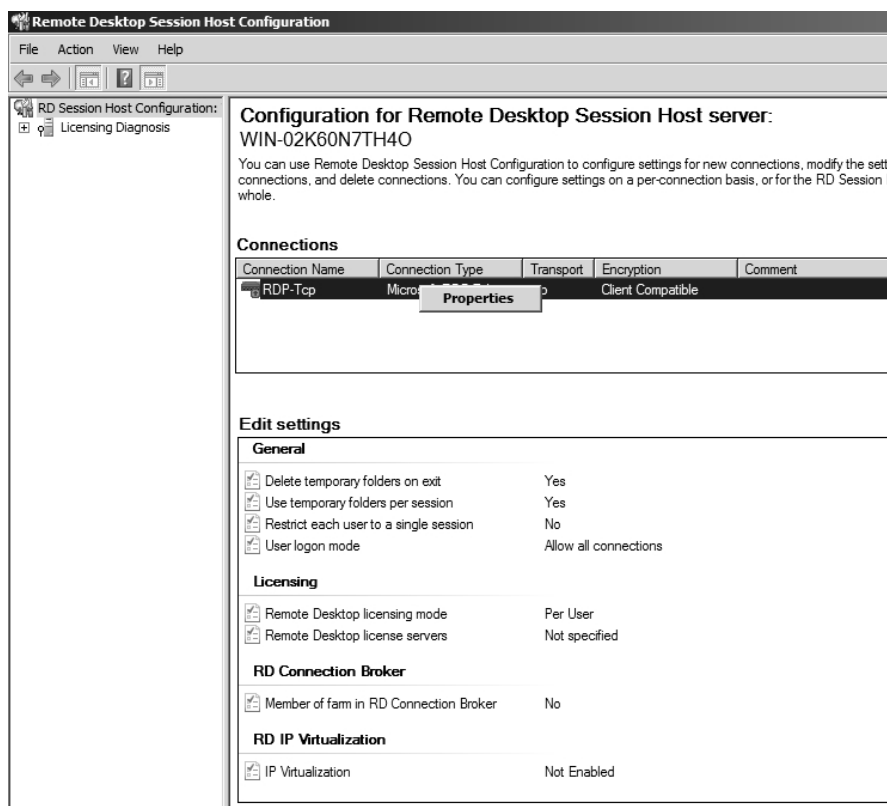 Remote Desktop Session Host Configuration
File Action View Help
RD Session Host Configuration:
Licensing Diagnosis
Configuration for Remote Desktop Session Host server:
WIN-02K60N7TH4O
You can use Remote Desktop Session Host Configuration to configure settings for new connections, modify the sett
connections, and delete connections. You can configure settings on a per-connection basis, or for the RD Session
whole.
Connections
Connection Name Connection Type Transport Encryption Comment
RDP-Tcp Micros Client Compatible
Properties
Edit settings
General
Delete temporary folders on exit Yes
Use temporary folders per session Yes
Restrict each user to a single session No
User logon mode Allow all connections
Licensing
Remote Desktop licensing mode Per User
Remote Desktop license servers Not specified
RD Connection Broker
Member of farm in RD Connection Broker No
RD IP Virtualization
IP Virtualization Not Enabled